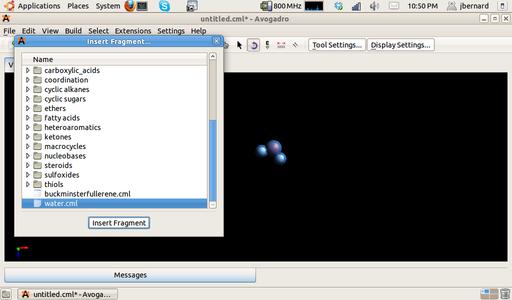 Applications Places System 800 MHz 10:50 PM jbernard
untitled.cml* - Avogadro
File Edit View Build Select Extensions Settings Help
Insert Fragment...
Tool Settings... Display Settings...
Name
carboxylic_acids
coordination
cyclic alkanes
cyclic sugars
ethers
fatty acids
heteroaromatics
ketones
macrocycles
nucleobases
steroids
sulfoxides
thiols
buckminsterfullerene.cml
water.cml
Insert Fragment
Messages
untitled.cml* - Avoga...